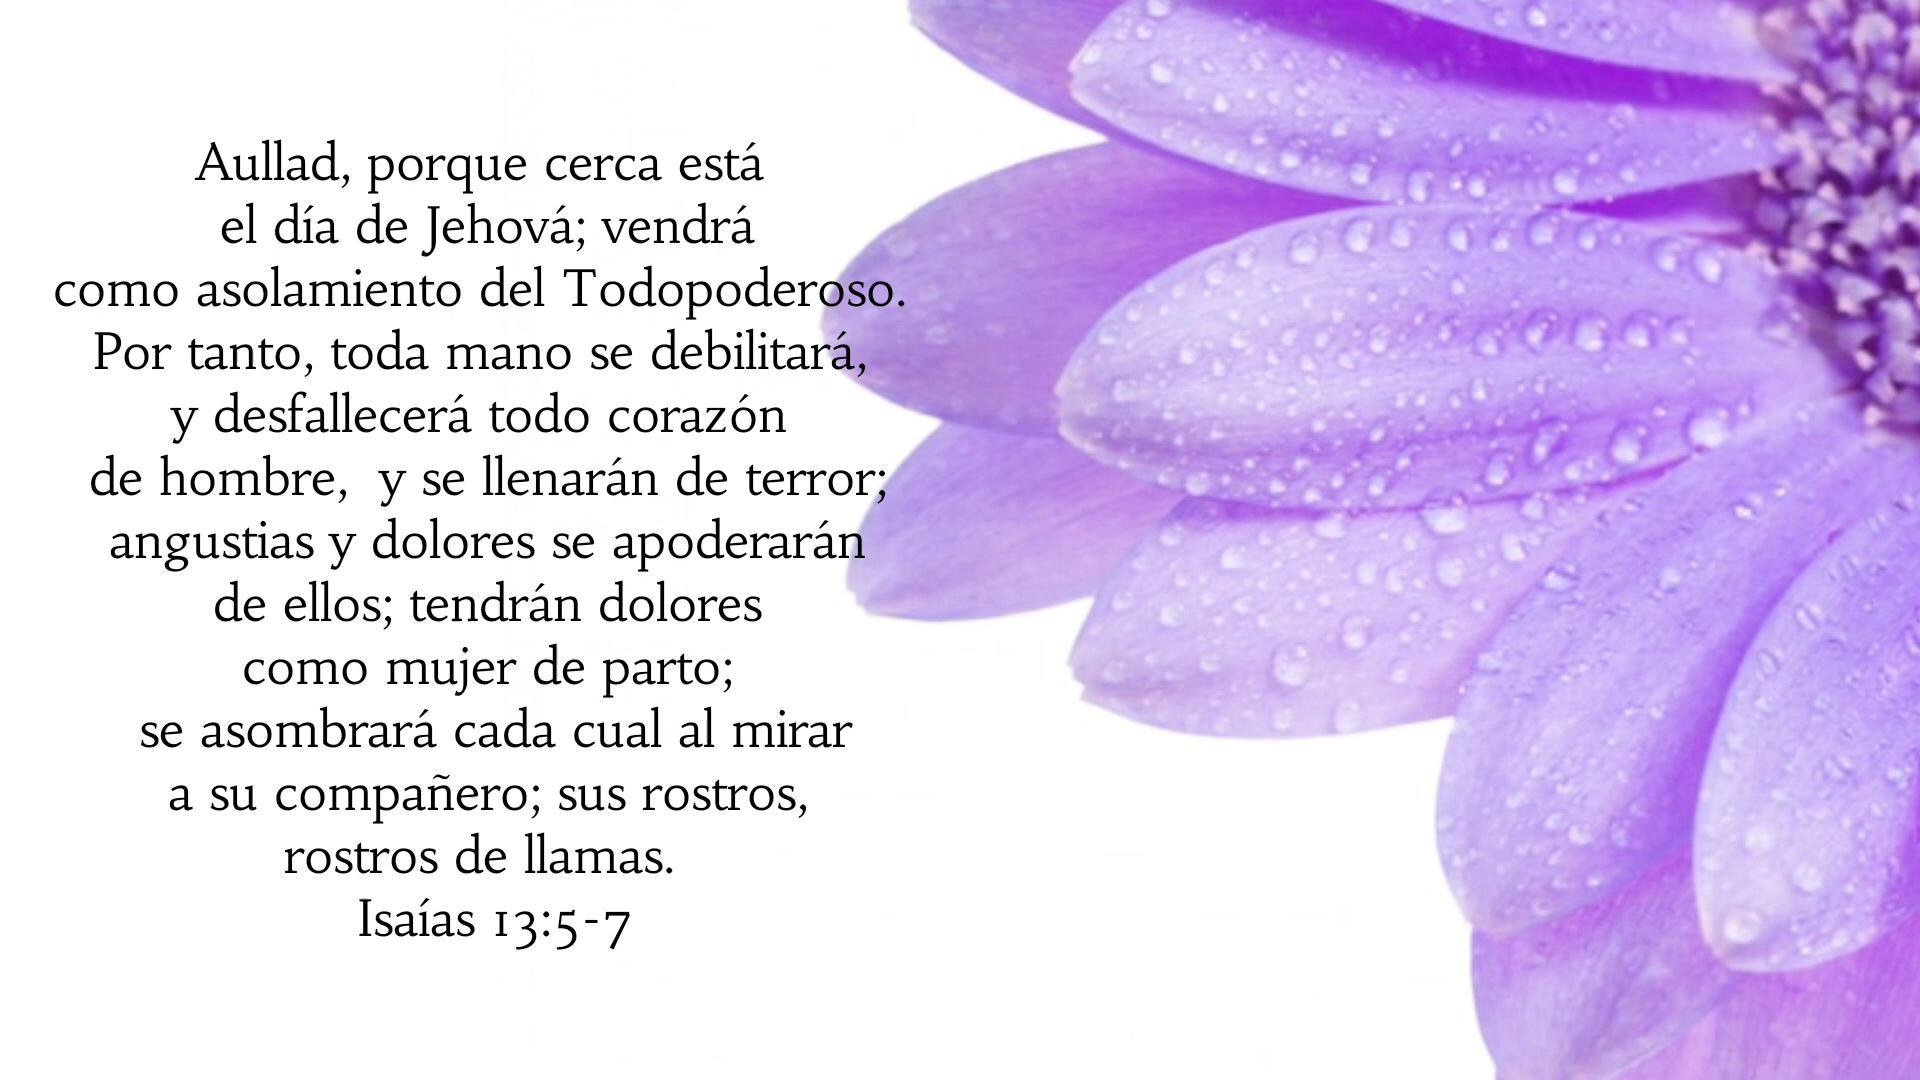 Aullad, porque cerca está
el día de Jehová; vendrá
como asolamiento del Todopoderoso.
Por tanto, toda mano se debilitará,
y desfallecerá todo corazón
de hombre,  y se llenarán de terror;
angustias y dolores se apoderarán
de ellos; tendrán dolores
como mujer de parto;
se asombrará cada cual al mirar
a su compañero; sus rostros,
rostros de llamas.
Isaías 13:5-7